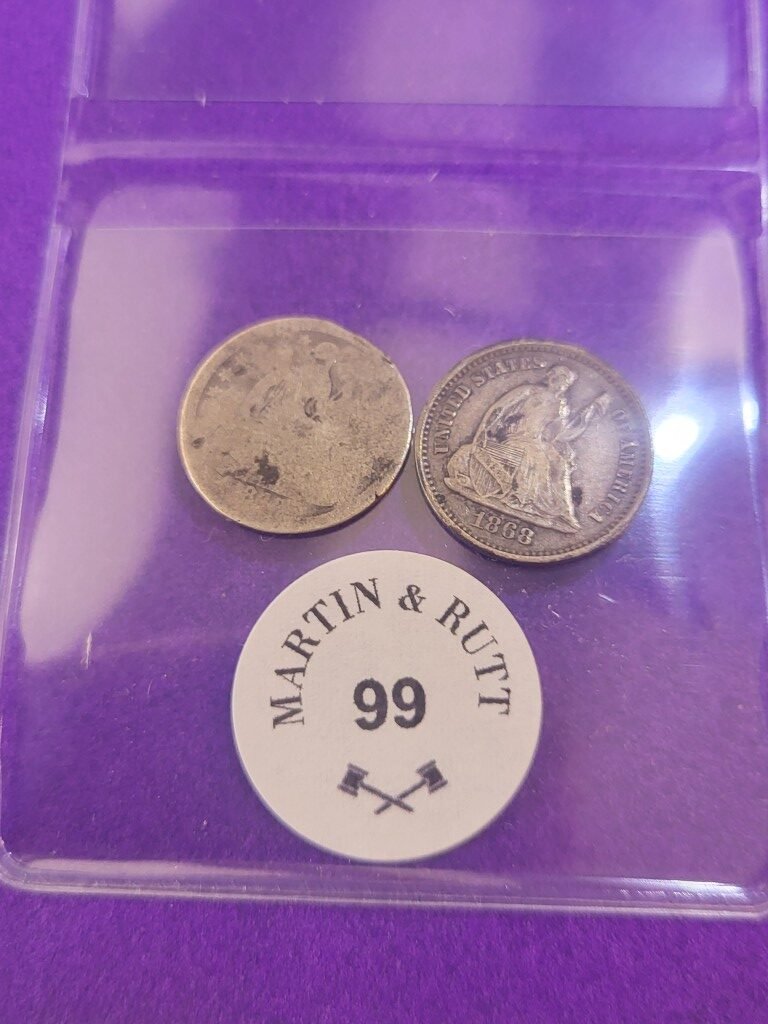 UNITED STATES OF AMERICA
1868
MARTIN & RUTT
99